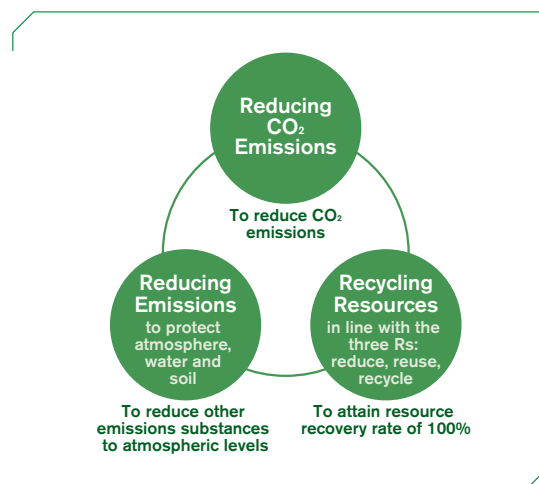 Reducing
CO₂
Emissions
To reduce CO₂
emissions
Reducing
Emissions
to protect
atmosphere,
water and
soil
To reduce other
emissions substances
to atmospheric levels
Recycling
Resources
in line with the
three Rs:
reduce, reuse,
recycle
To attain resource
recovery rate of 100%